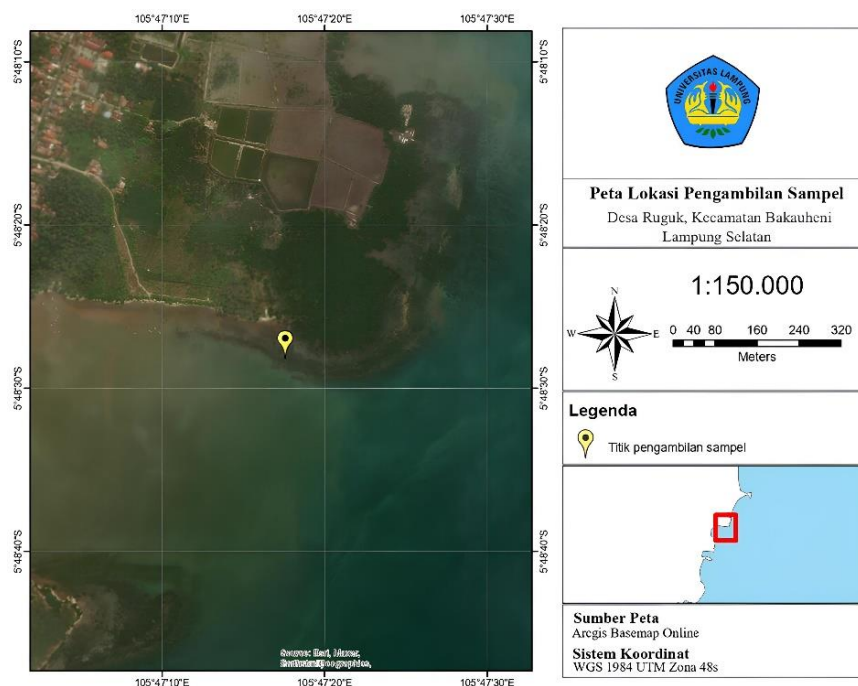 105°47'10"E 105°47'20"E 105°47'30"E
5°48'10"S 5°48'10"S
5°48'20"S 5°48'20"S
5°48'30"S 5°48'30"S
5°48'40"S 5°48'40"S
Source: Esri, Maxar,
105°47'10"E 105°47'20"E 105°47'30"E
UNIVERSITAS LAMPUNG
Peta Lokasi Pengambilan Sampel
Desa Ruguk, Kecamatan Bakauheni
Lampung Selatan
N
W E
S
1:150.000
0 40 80 160 240 320
Meters
Legenda
Titik pengambilan sampel
Sumber Peta
Arcgis Basemap Online
Sistem Koordinat
WGS 1984 UTM Zona 48s